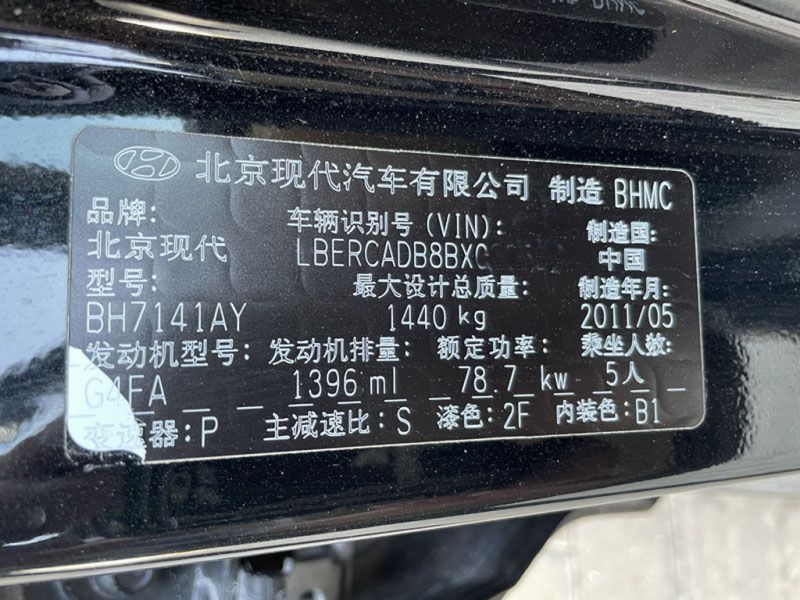 北京现代汽车有限公司 制造 BHMC
品牌: 车辆识别号 (VIN): 制造国:
北京现代 LBERCADB8BXC 中国
型号: 最大设计总质量: 制造年月:
BH7141AY 1440 kg 2011/05
发动机型号: 发动机排量: 额定功率: 乘坐人数:
G4FA 1396 ml 78.7 kw 5人
变速器: P 主减速比: S 漆色: 2F 内装色: B1